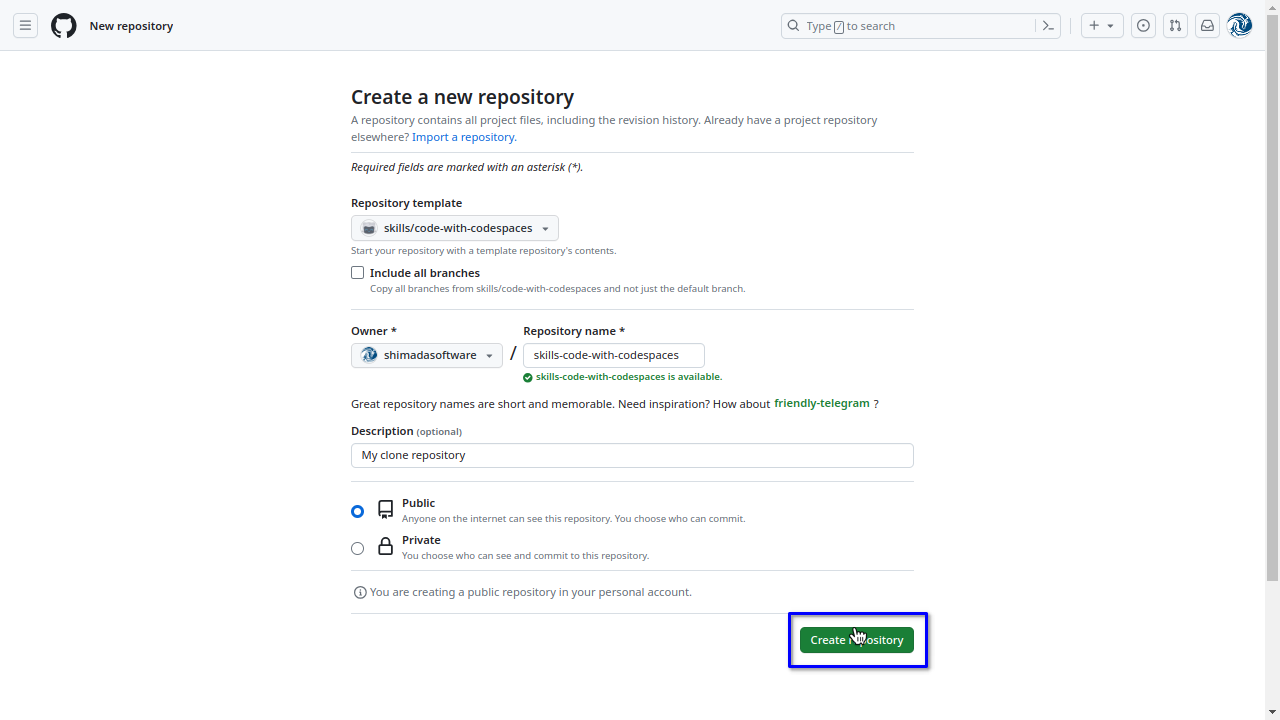 New repository
Type / to search
Create a new repository
A repository contains all project files, including the revision history. Already have a project repository
elsewhere? Import a repository.
Required fields are marked with an asterisk (*).
Repository template
skills/code-with-codespaces
Start your repository with a template repository's contents.
Include all branches
Copy all branches from skills/code-with-codespaces and not just the default branch.
Owner * Repository name *
shimadasoftware / skills-code-with-codespaces
skills-code-with-codespaces is available.
Great repository names are short and memorable. Need inspiration? How about friendly-telegram ?
Description (optional)
My clone repository
Public
Anyone on the internet can see this repository. You choose who can commit.
Private
You choose who can see and commit to this repository.
You are creating a public repository in your personal account.
Create repository